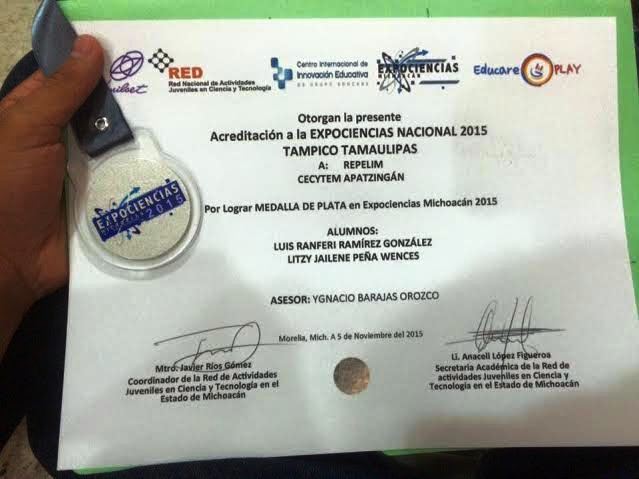 milset
RED
Red Nacional de Actividades
Juveniles en Ciencia y Tecnología
Centro Internacional de
Innovación Educativa
EXPOCIENCIAS
MICHOACÁN
Educare PLAY
Otorgan la presente
Acreditación a la EXPOCIENCIAS NACIONAL 2015
TAMPICO TAMAULIPAS
A: REPELIM
CECYTEM APATZINGÁN
EXPOCIENCIAS
2015
Por Lograr MEDALLA DE PLATA en Expociencias Michoacán 2015
ALUMNOS:
LUIS RANFERI RAMÍREZ GONZÁLEZ
LITZY JAILENE PEÑA WENCES
ASESOR: YGNACIO BARAJAS OROZCO
Morelia, Mich. A 5 de Noviembre del 2015
Mtro. Javier Ríos Gómez
Coordinador de la Red de Actividades
Juveniles en Ciencia y Tecnología en el
Estado de Michoacán
Li. Anaceli López Figueroa
Secretaria Académica de la Red de
actividades Juveniles en Ciencia y
Tecnología en el Estado de Michoacán